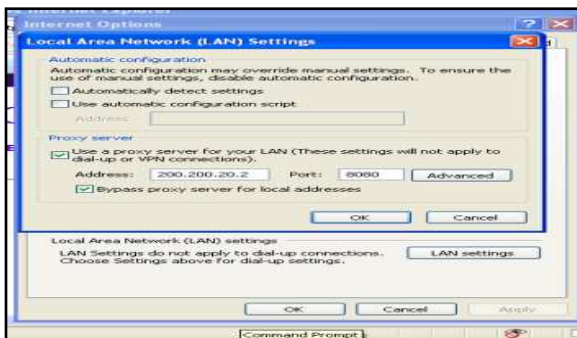 Internet Options
Local Area Network (LAN) Settings
Automatic configuration
Automatic configuration may override manual settings. To ensure the
use of manual settings, disable automatic configuration.
Automatically detect settings
Use automatic configuration script
Address
Proxy server
Use a proxy server for your LAN (These settings will not apply to
dial-up or VPN connections).
Address: 200.200.20.2 Port: 8080 Advanced
Bypass proxy server for local addresses
OK Cancel
Local Area Network (LAN) settings
LAN Settings do not apply to dial-up connections. LAN settings
Choose Settings above for dial-up settings.
OK Cancel Apply
Command Prompt